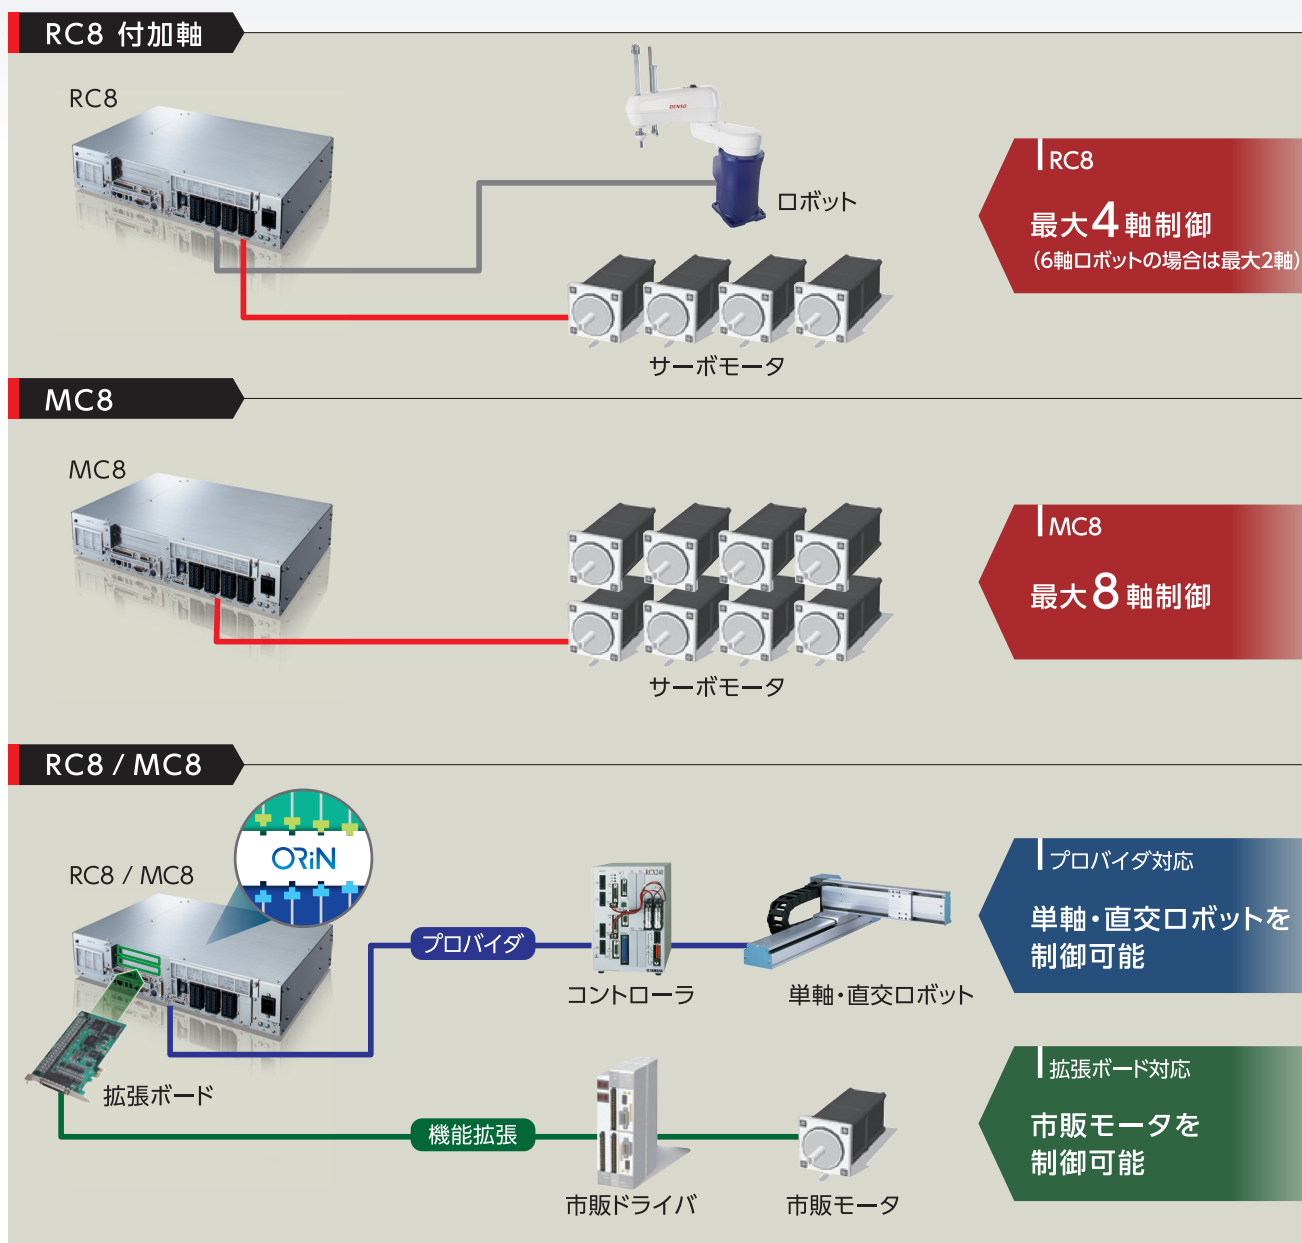 RC8 付加軸
RC8
DENSO
ロボット
サーボモータ
RC8
最大4軸制御
(6軸ロボットの場合は最大2軸)
MC8
MC8
サーボモータ
MC8
最大8軸制御
RC8 / MC8
ORiN
RC8 / MC8
拡張ボード
プロバイダ
RCX240
YAMAHA
コントローラ
単軸・直交ロボット
プロバイダ対応
単軸・直交ロボットを
制御可能
機能拡張
市販ドライバ
市販モータ
拡張ボード対応
市販モータを
制御可能